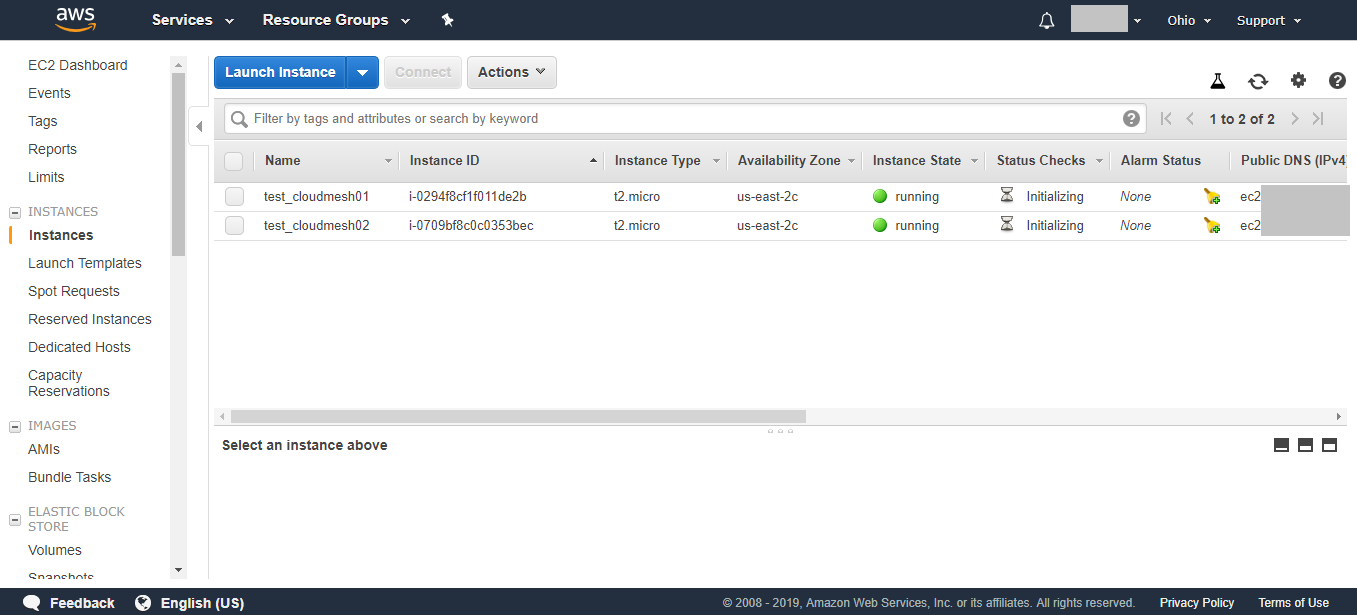 aws Services Resource Groups Ohio Support
EC2 Dashboard
Events
Tags
Reports
Limits
INSTANCES
Instances
Launch Templates
Spot Requests
Reserved Instances
Dedicated Hosts
Capacity
Reservations
IMAGES
AMIs
Bundle Tasks
ELASTIC BLOCK
STORE
Volumes
Snapshots
Launch Instance Connect Actions
Filter by tags and attributes or search by keyword 1 to 2 of 2
Name Instance ID Instance Type Availability Zone Instance State Status Checks Alarm Status Public DNS (IPv4
test_cloudmesh01 i-0294f8cf1f011de2b t2.micro us-east-2c running Initializing None ec2
test_cloudmesh02 i-0709bf8c0c0353bec t2.micro us-east-2c running Initializing None ec2
Select an instance above
Feedback English (US) © 2008 - 2019, Amazon Web Services, Inc. or its affiliates. All rights reserved. Privacy Policy Terms of Use